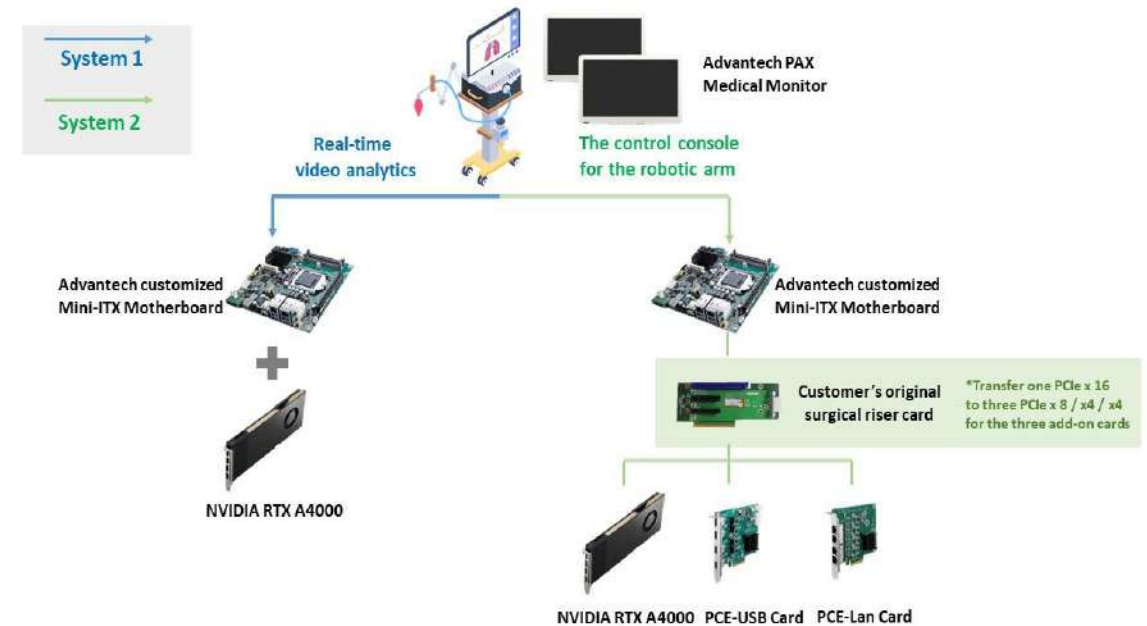 System 1
System 2
Advantech PAX
Medical Monitor
Real-time
video analytics
The control console
for the robotic arm
Advantech customized
Mini-ITX Motherboard
Advantech customized
Mini-ITX Motherboard
Customer's original
surgical riser card
*Transfer one PCIe x 16
to three PCIe x 8 / x4 / x4
for the three add-on cards
NVIDIA RTX A4000
NVIDIA RTX A4000
PCE-USB Card
PCE-Lan Card